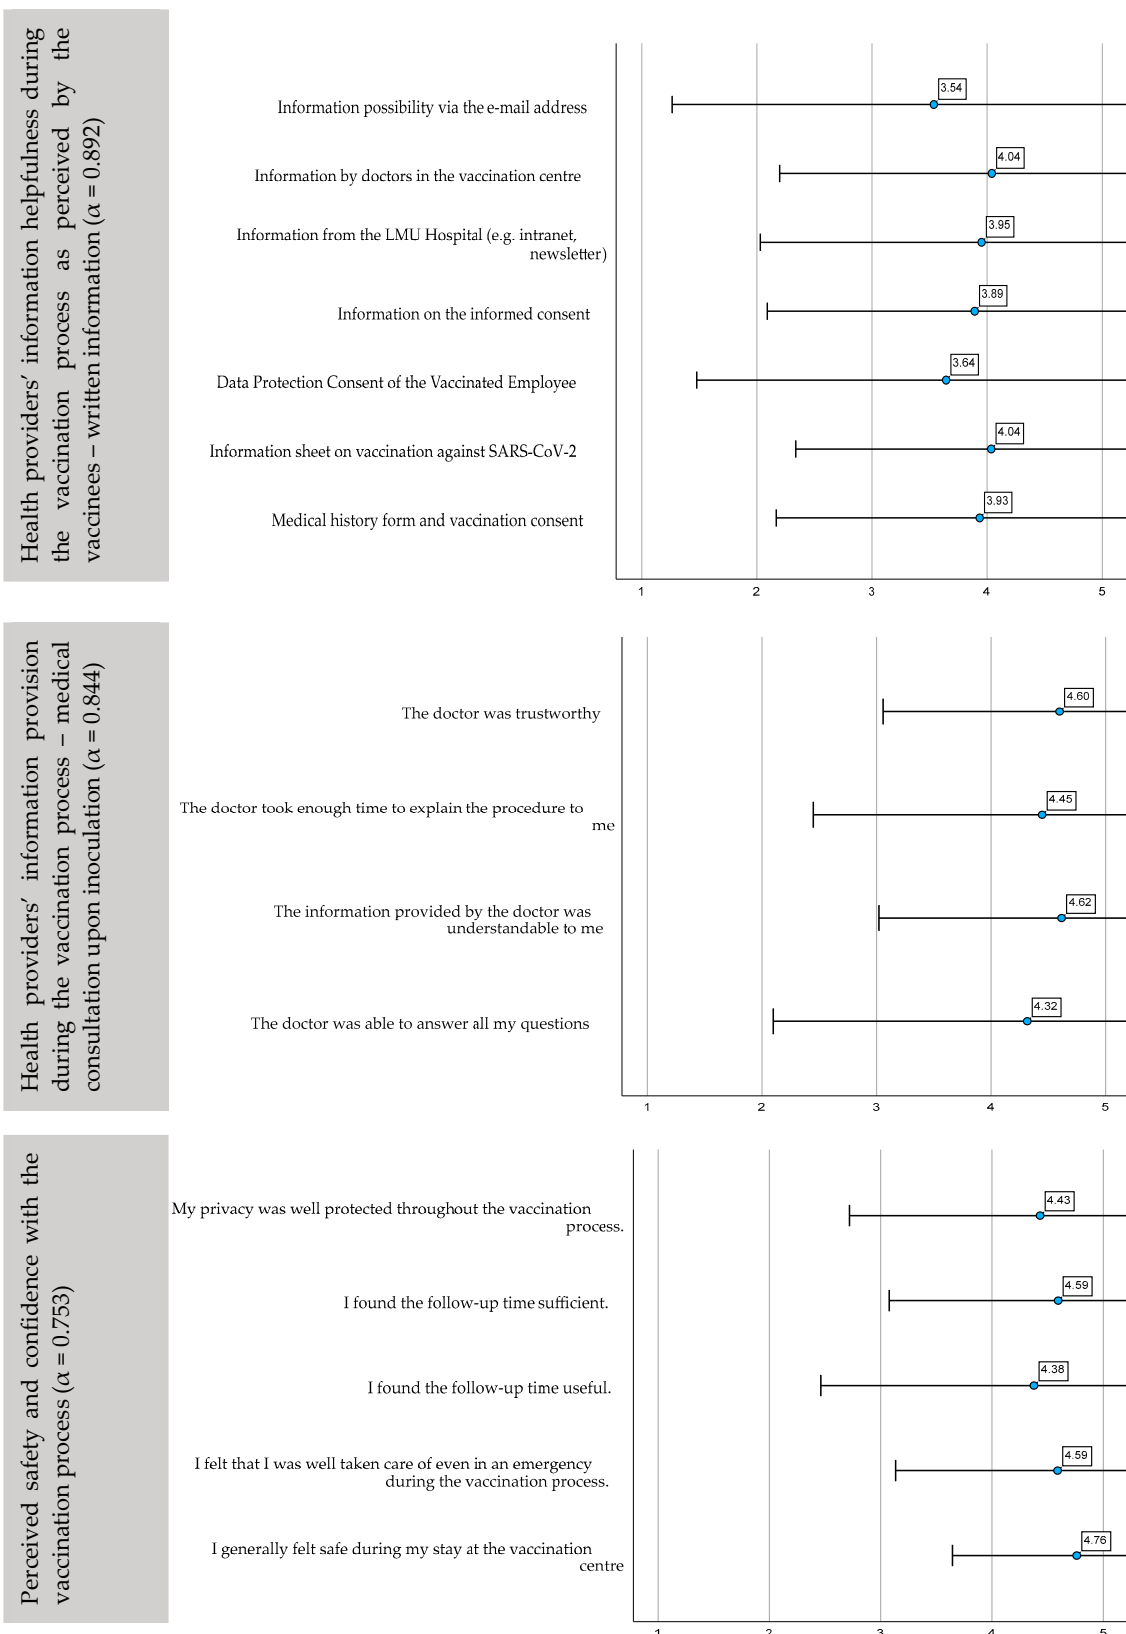 Health providers’ information helpfulness during
the vaccination process as perceived by the
vaccinees – written information (α = 0.892)
Information possibility via the e-mail address
3.54
Information by doctors in the vaccination centre
4.04
Information from the LMU Hospital (e.g. intranet,
newsletter)
3.95
Information on the informed consent
3.89
Data Protection Consent of the Vaccinated Employee
3.64
Information sheet on vaccination against SARS-CoV-2
4.04
Medical history form and vaccination consent
3.93
1 2 3 4 5
Health providers’ information provision
during the vaccination process – medical
consultation upon inoculation (α = 0.844)
The doctor was trustworthy
4.60
The doctor took enough time to explain the procedure to
me
4.45
The information provided by the doctor was
understandable to me
4.62
The doctor was able to answer all my questions
4.32
1 2 3 4 5
Perceived safety and confidence with the
vaccination process (α = 0.753)
My privacy was well protected throughout the vaccination
process.
4.43
I found the follow-up time sufficient.
4.59
I found the follow-up time useful.
4.38
I felt that I was well taken care of even in an emergency
during the vaccination process.
4.59
I generally felt safe during my stay at the vaccination
centre
4.76
1 2 3 4 5